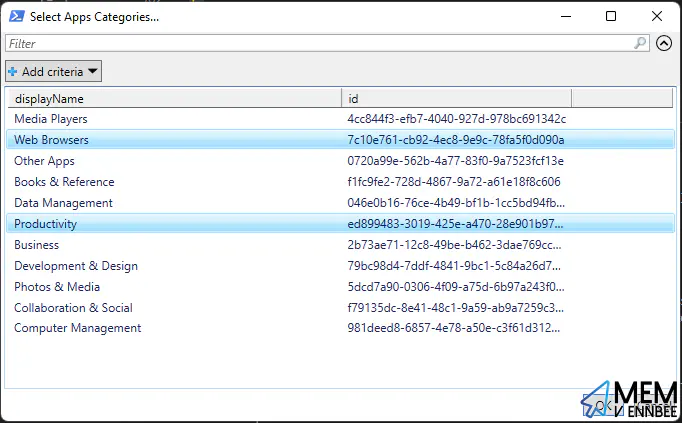 Select Apps Categories...
Filter
Add criteria
displayName id
Media Players 4cc844f3-efb7-4040-927d-978bc691342c
Web Browsers 7c10e761-cb92-4ec8-9e9c-78fa5f0d090a
Other Apps 0720a99e-562b-4a77-83f0-9a7523fcf13e
Books & Reference f1fc9fe2-728d-4867-9a72-a61e18f8c606
Data Management 046e0b16-76ce-4b49-bf1b-1cc5bd94fb...
Productivity ed899483-3019-425e-a470-28e901b97...
Business 2b73ae71-12c8-49be-b462-3dae769cc...
Development & Design 79bc98d4-7ddf-4841-9bc1-5c84a26d7...
Photos & Media 5dcd7a90-0306-4f09-a75d-6b97a243f0...
Collaboration & Social f79135dc-8e41-48c1-9a59-ab9a7259c3...
Computer Management 981deed8-6857-4e78-a50e-c3f61d312...
OK Cancel
MEM
ENNBEE